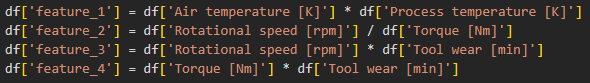 df['feature_1'] = df['Air temperature [K]'] * df['Process temperature [K]']
df['feature_2'] = df['Rotational speed [rpm]'] / df['Torque [Nm]']
df['feature_3'] = df['Rotational speed [rpm]'] * df['Tool wear [min]']
df['feature_4'] = df['Torque [Nm]'] * df['Tool wear [min]']